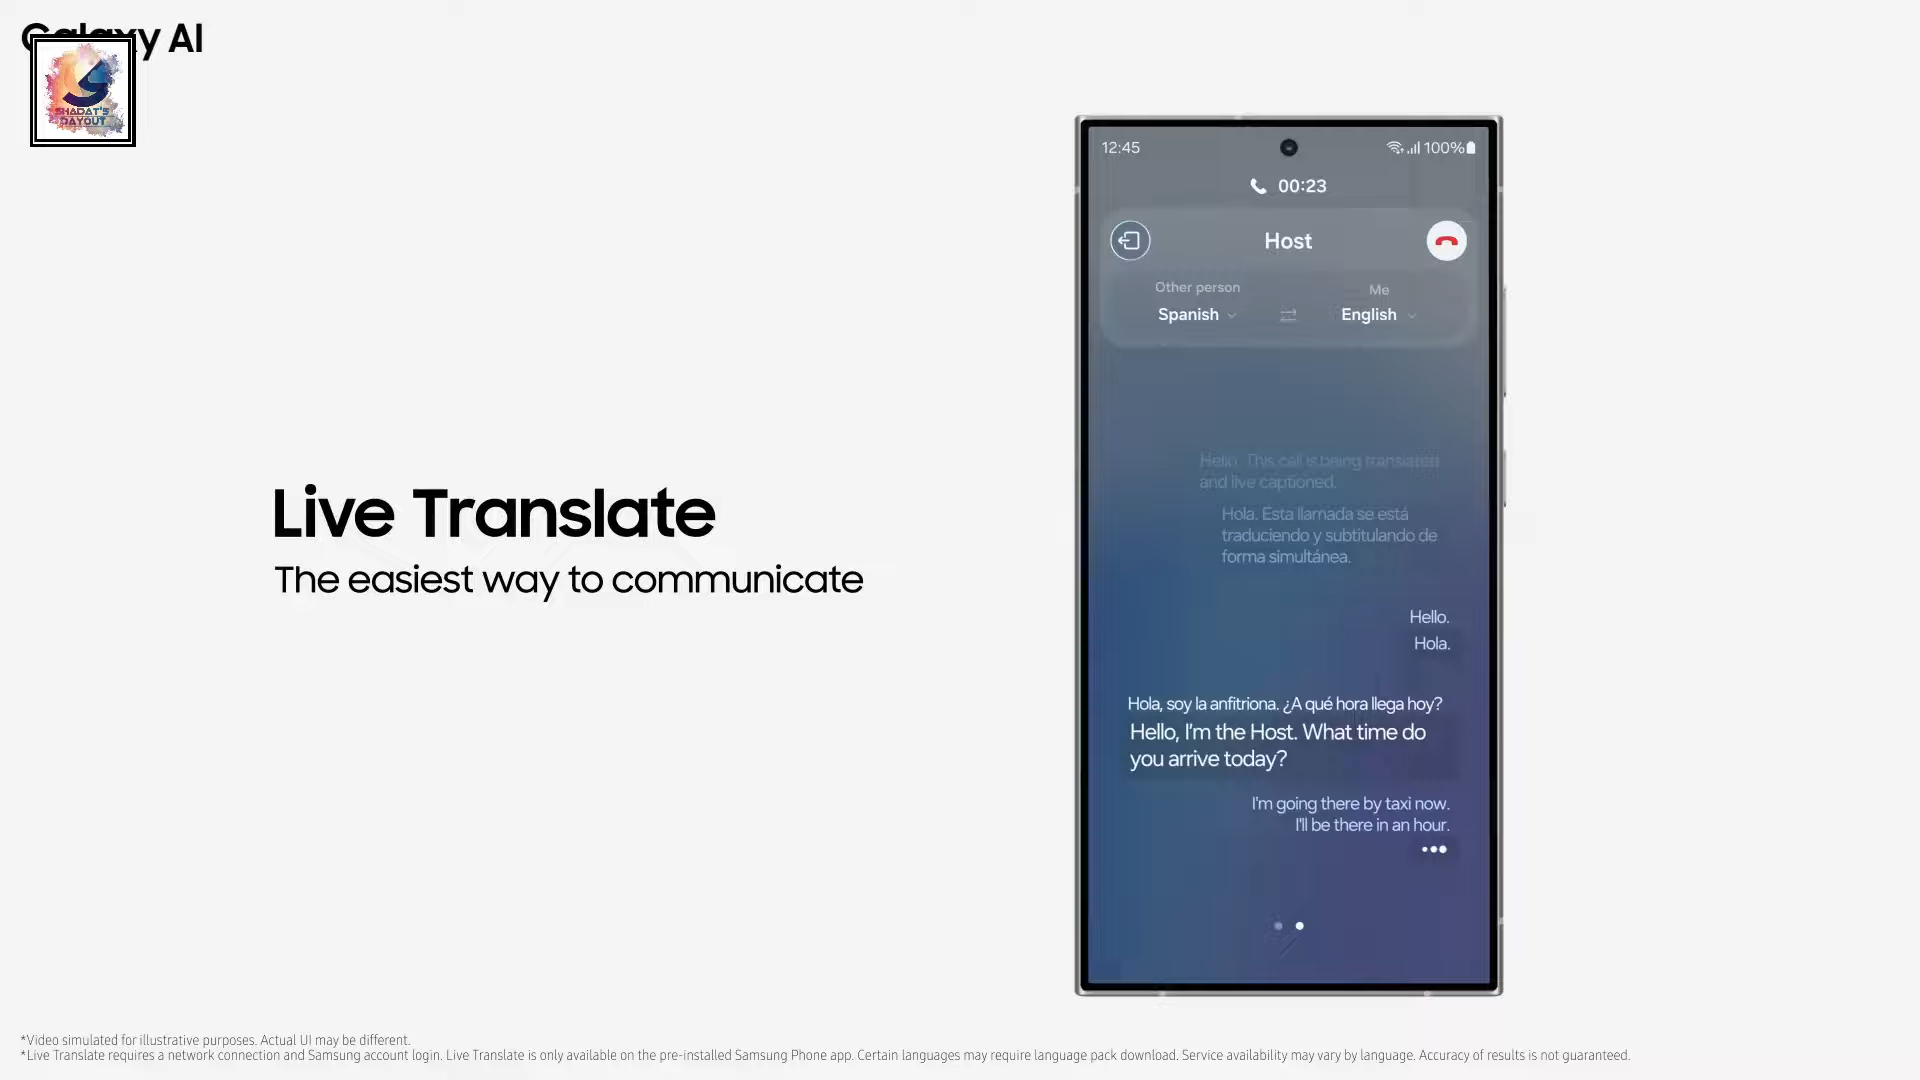 Galaxy AI
SHADAT'S
DAYOUT
Live Translate
The easiest way to communicate
12:45
100%
00:23
Host
Other person
Me
Spanish
English
Hello. This call is being translated
and live captioned.
Hola. Esta llamada se está
traduciendo y subtitulando de
forma simultánea.
Hello.
Hola.
Hola, soy la anfitriona. ¿A qué hora llega hoy?
Hello, I'm the Host. What time do
you arrive today?
I'm going there by taxi now.
I'll be there in an hour.
*Video simulated for illustrative purposes. Actual UI may be different.
*Live Translate requires a network connection and Samsung account login. Live Translate is only available on the pre-installed Samsung Phone app. Certain languages may require language pack download. Service availability may vary by language. Accuracy of results is not guaranteed.